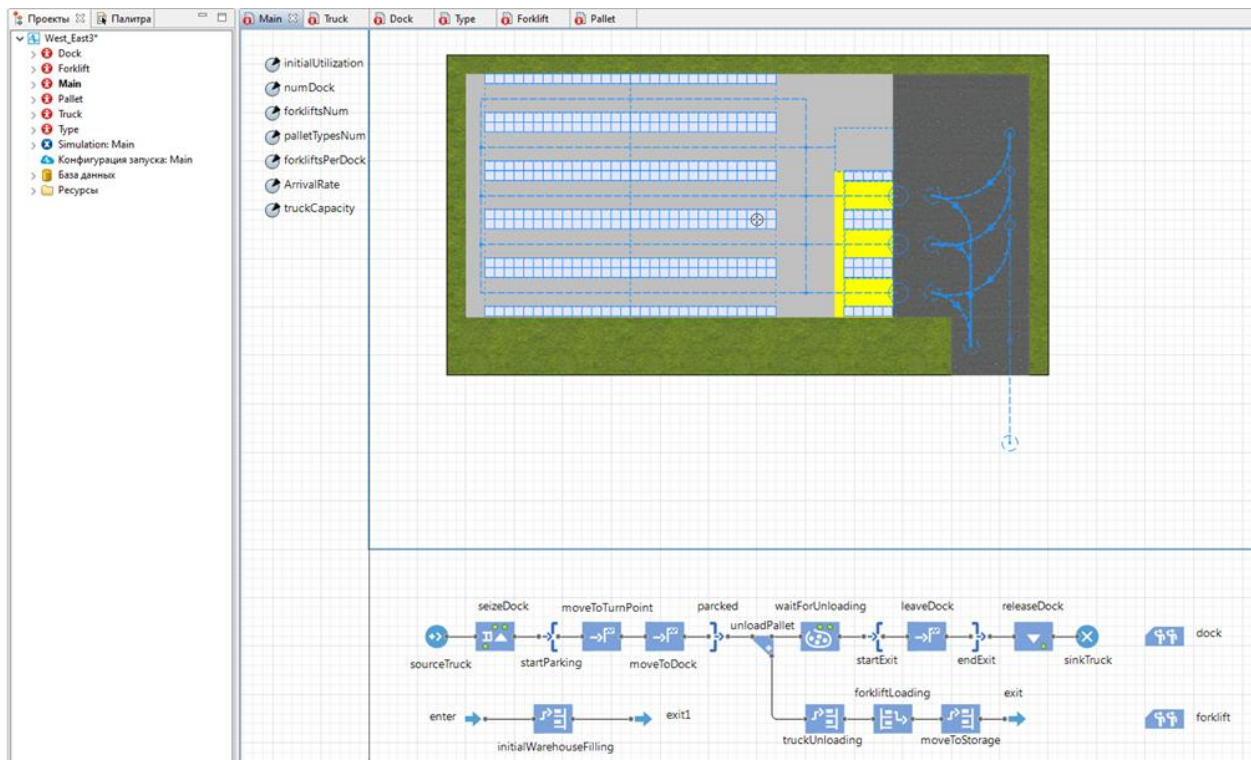 Проекты
Палитра
Main
Truck
Dock
Type
Forklift
Pallet
West_East3*
Dock
Forklift
Main
Pallet
Truck
Type
Simulation: Main
Конфигурация запуска: Main
База данных
Ресурсы
initialUtilization
numDock
forkliftsNum
palletTypesNum
forkliftsPerDock
ArrivalRate
truckCapacity
seizeDock
moveToTurnPoint
parcked
waitForUnloading
leaveDock
releaseDock
unloadPallet
dock
sourceTruck
startParking
moveToDock
startExit
endExit
sinkTruck
forkliftLoading
exit
enter
exit1
forklift
initialWarehouseFilling
truckUnloading
moveToStorage